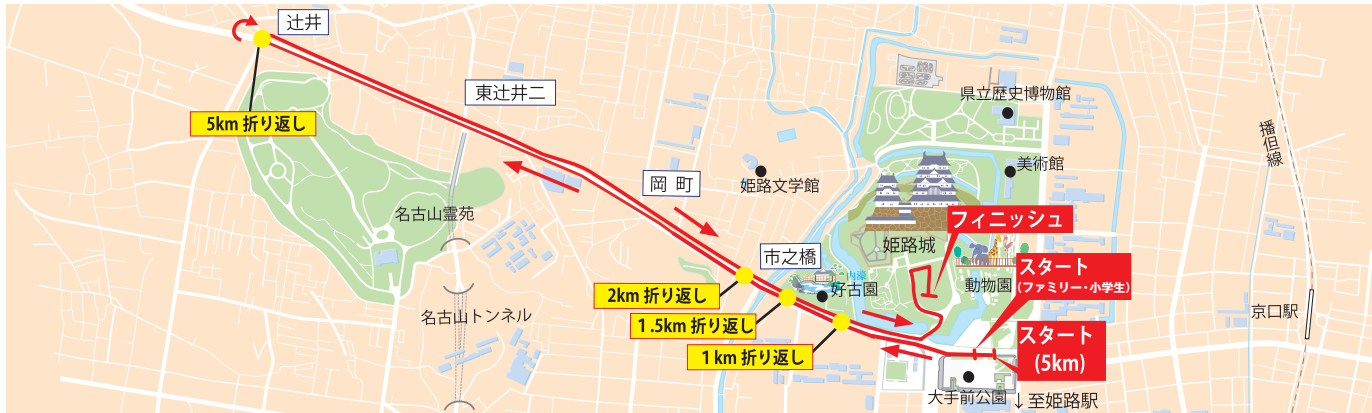 辻井
5km 折り返し
東辻井二
岡 町
名古山霊苑
名古山トンネル
姫路文学館
市之橋
2km 折り返し
1.5km 折り返し
1km 折り返し
内濠
好古園
県立歴史博物館
美術館
姫路城
フィニッシュ
動物園
スタート
(ファミリー・小学生)
スタート
(5km)
大手前公園
↓至姫路駅
播但線
京口駅